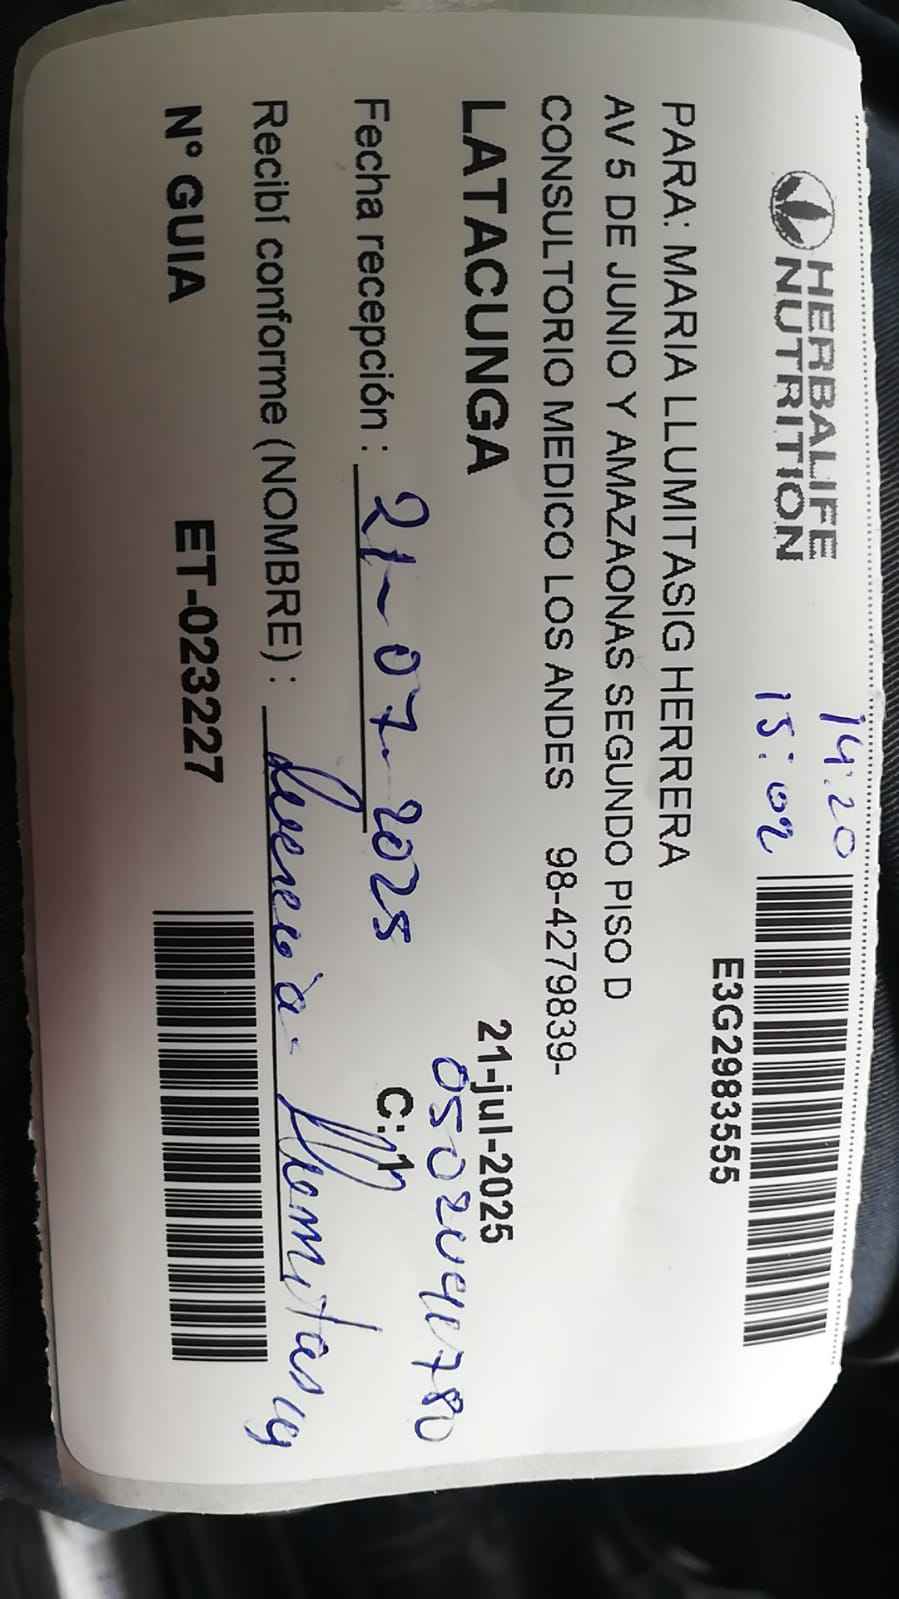 HERBALIFE
NUTRITION
14:20
15:02
E3G2983555
PARA: MARIA LLUMITASIG HERRERA
AV 5 DE JUNIO Y AMAZAONAS SEGUNDO PISO D
CONSULTORIO MEDICO LOS ANDES 98-4279839-
LATACUNGA 21-jul-2025
Fecha recepción : 21-07-2025 C:1
Recibí conforme (NOMBRE) : Llumitasig
Nº GUIA ET-023227